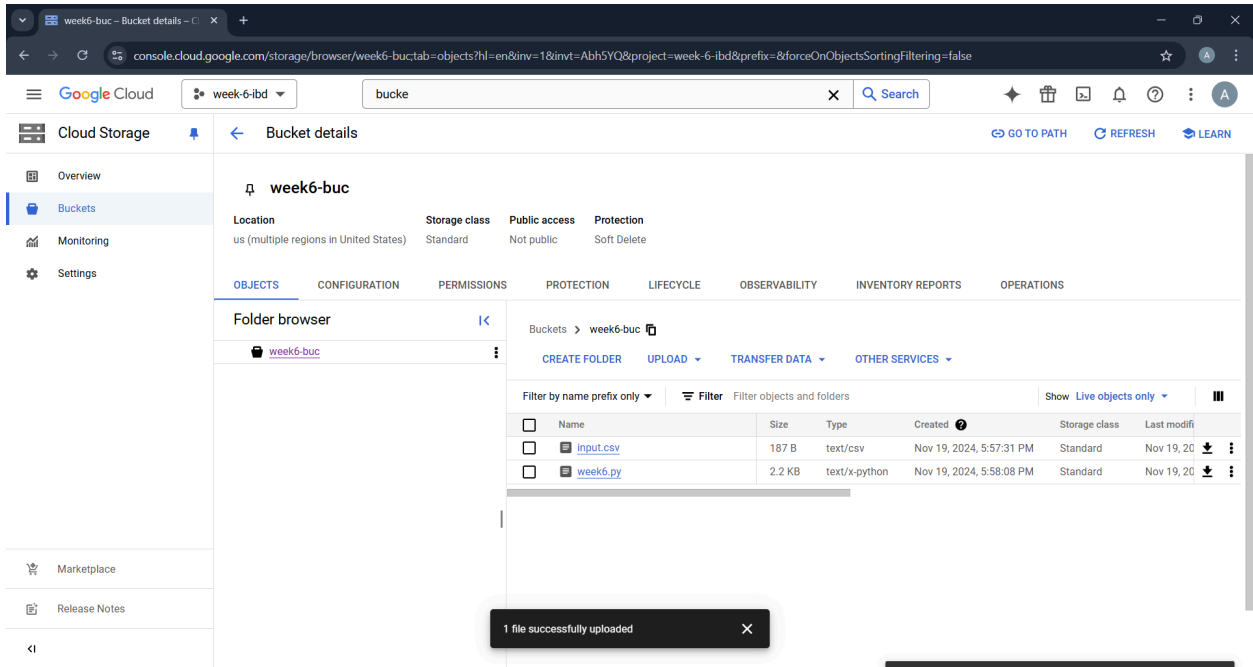 week6-buc – Bucket details – Cl
console.cloud.google.com/storage/browser/week6-buc;tab=objects?hl=en&inv=1&invt=Abh5YQ&project=week-6-ibd&prefix=&forceOnObjectsSortingFiltering=false
A
Google Cloud
week-6-ibd
bucke
Search
A
Cloud Storage
Bucket details
GO TO PATH
REFRESH
LEARN
Overview
Buckets
Monitoring
Settings
week6-buc
Location Storage class Public access Protection
us (multiple regions in United States) Standard Not public Soft Delete
OBJECTS CONFIGURATION PERMISSIONS PROTECTION LIFECYCLE OBSERVABILITY INVENTORY REPORTS OPERATIONS
Folder browser
week6-buc
Buckets > week6-buc
CREATE FOLDER UPLOAD TRANSFER DATA OTHER SERVICES
Filter by name prefix only Filter Filter objects and folders Show Live objects only
Name Size Type Created Storage class Last modifi
input.csv 187 B text/csv Nov 19, 2024, 5:57:31 PM Standard Nov 19, 20
week6.py 2.2 KB text/x-python Nov 19, 2024, 5:58:08 PM Standard Nov 19, 20
Marketplace
Release Notes
1 file successfully uploaded